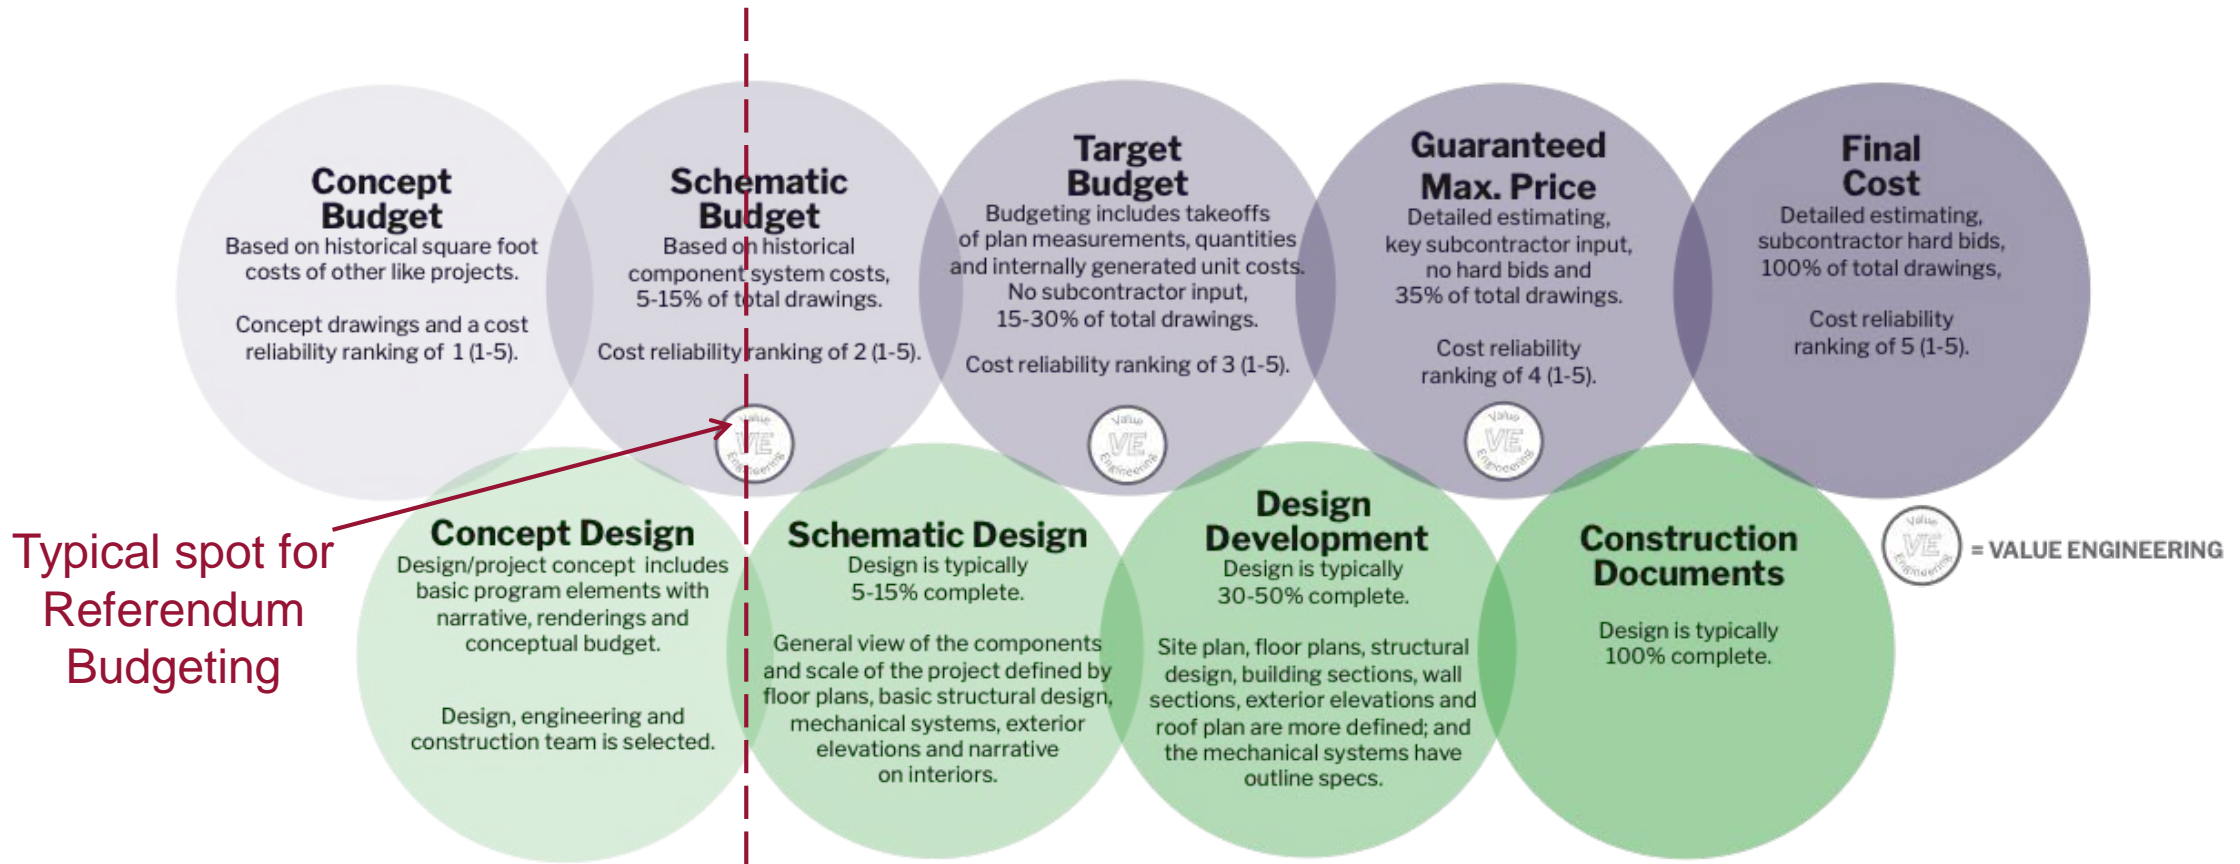 Concept
Budget
Based on historical square foot
costs of other like projects.
Concept drawings and a cost
reliability ranking of 1 (1-5).
Schematic
Budget
Based on historical
component system costs,
5-15% of total drawings.
Cost reliability ranking of 2 (1-5).
Value
VE
Engineering
Target
Budget
Budgeting includes takeoffs
of plan measurements, quantities
and internally generated unit costs.
No subcontractor input,
15-30% of total drawings.
Cost reliability ranking of 3 (1-5).
Value
VE
Engineering
Guaranteed
Max. Price
Detailed estimating,
key subcontractor input,
no hard bids and
35% of total drawings.
Cost reliability
ranking of 4 (1-5).
Value
VE
Engineering
Final
Cost
Detailed estimating,
subcontractor hard bids,
100% of total drawings,
Cost reliability
ranking of 5 (1-5).
Typical spot for
Referendum
Budgeting
Concept Design
Design/project concept includes
basic program elements with
narrative, renderings and
conceptual budget.
Design, engineering and
construction team is selected.
Schematic Design
Design is typically
5-15% complete.
General view of the components
and scale of the project defined by
floor plans, basic structural design,
mechanical systems, exterior
elevations and narrative
on interiors.
Design
Development
Design is typically
30-50% complete.
Site plan, floor plans, structural
design, building sections, wall
sections, exterior elevations and
roof plan are more defined; and
the mechanical systems have
outline specs.
Construction
Documents
Design is typically
100% complete.
Value
VE
Engineering
= VALUE ENGINEERING